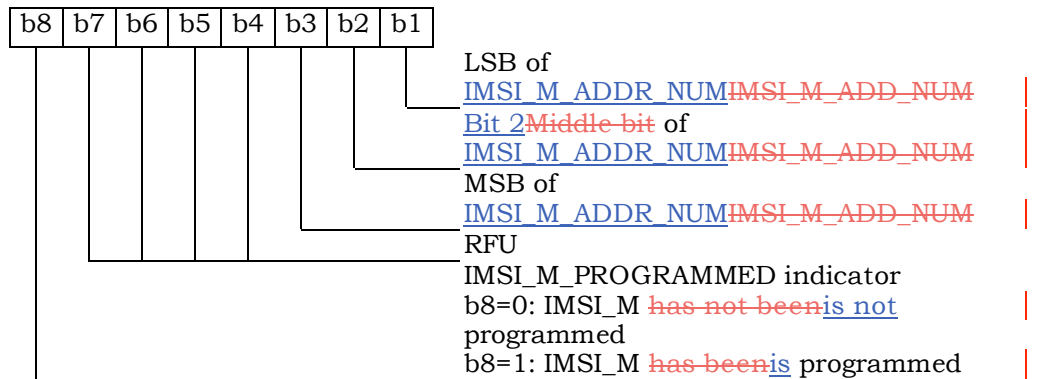 b8 b7 b6 b5 b4 b3 b2 b1
LSB of
IMSI_M_ADDR_NUMIMSI_M_ADD_NUM
Bit 2Middle bit of
IMSI_M_ADDR_NUMIMSI_M_ADD_NUM
MSB of
IMSI_M_ADDR_NUMIMSI_M_ADD_NUM
RFU
IMSI_M_PROGRAMMED indicator
b8=0: IMSI_M has not beenis not
programmed
b8=1: IMSI_M has beenis programmed